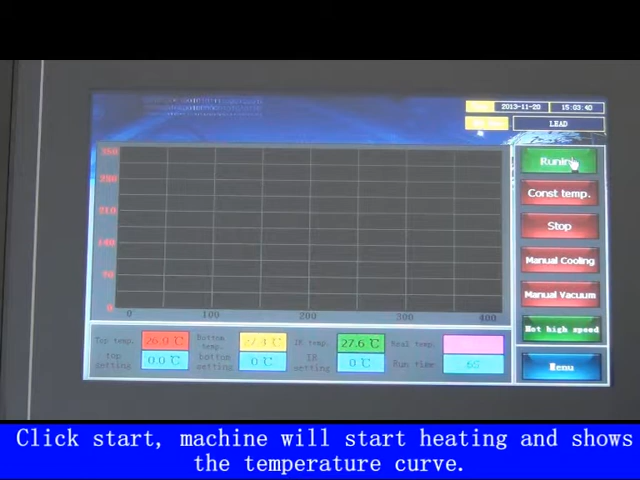 2013-11-20 15:03:40
LEAD
350
280
210
140
70
0
0 100 200 300 400
Const temp.
Stop
Manual Cooling
Manual Vacuum
Hot high speed
Menu
Top temp. 26.0℃ Bottom temp. 27.4℃ IR temp. 27.6℃ Real temp.
top setting 0.0℃ bottom setting 0℃ IR setting 0℃ Run time 6S
Click start, machine will start heating and shows
the temperature curve.